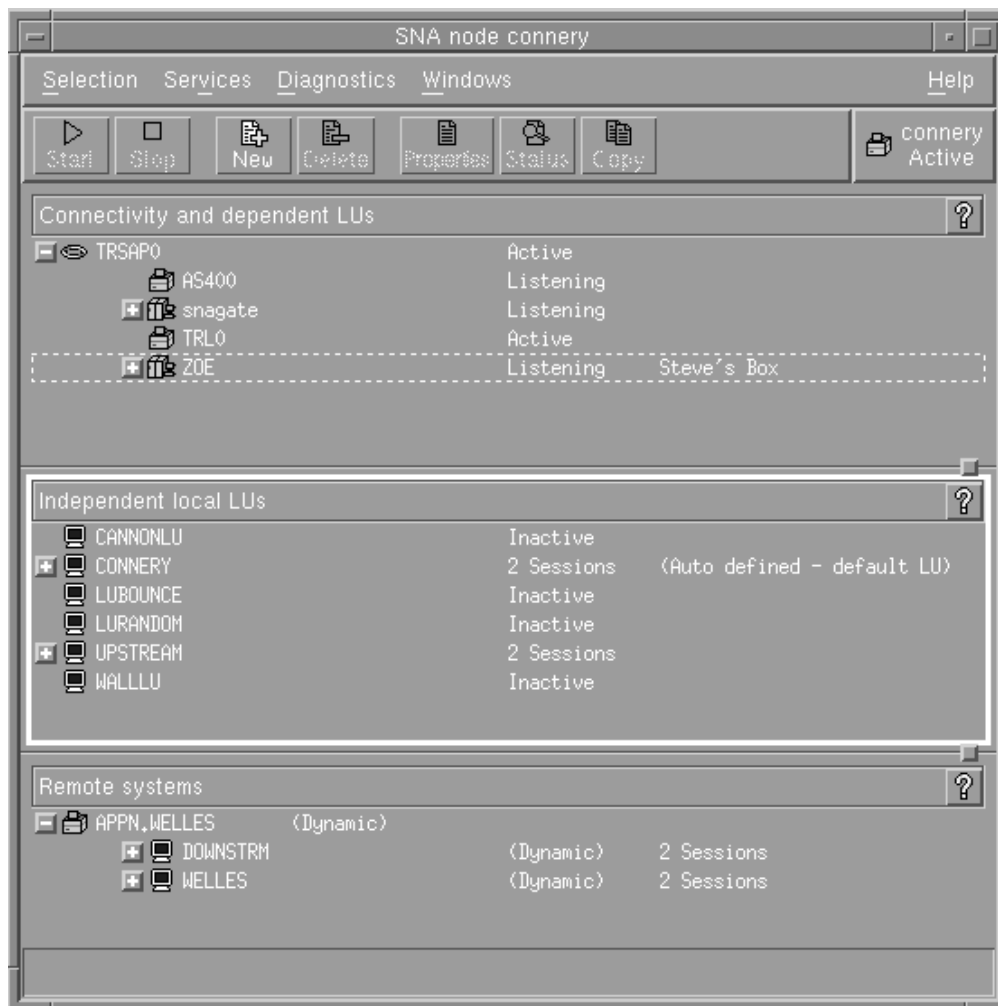 SNA node connery
Selection Services Diagnostics Windows Help
Start Stop New Delete Properties Status Copy connery Active
Connectivity and dependent LUs ?
TRSAP0 Active
AS400 Listening
snagate Listening
TRL0 Active
ZOE Listening Steve's Box
Independent local LUs ?
CANNONLU Inactive
CONNERY 2 Sessions (Auto defined - default LU)
LUBOUNCE Inactive
LURANDOM Inactive
UPSTREAM 2 Sessions
WALLLU Inactive
Remote systems ?
APPN.WELLES (Dynamic)
DOWNSTRM (Dynamic) 2 Sessions
WELLES (Dynamic) 2 Sessions